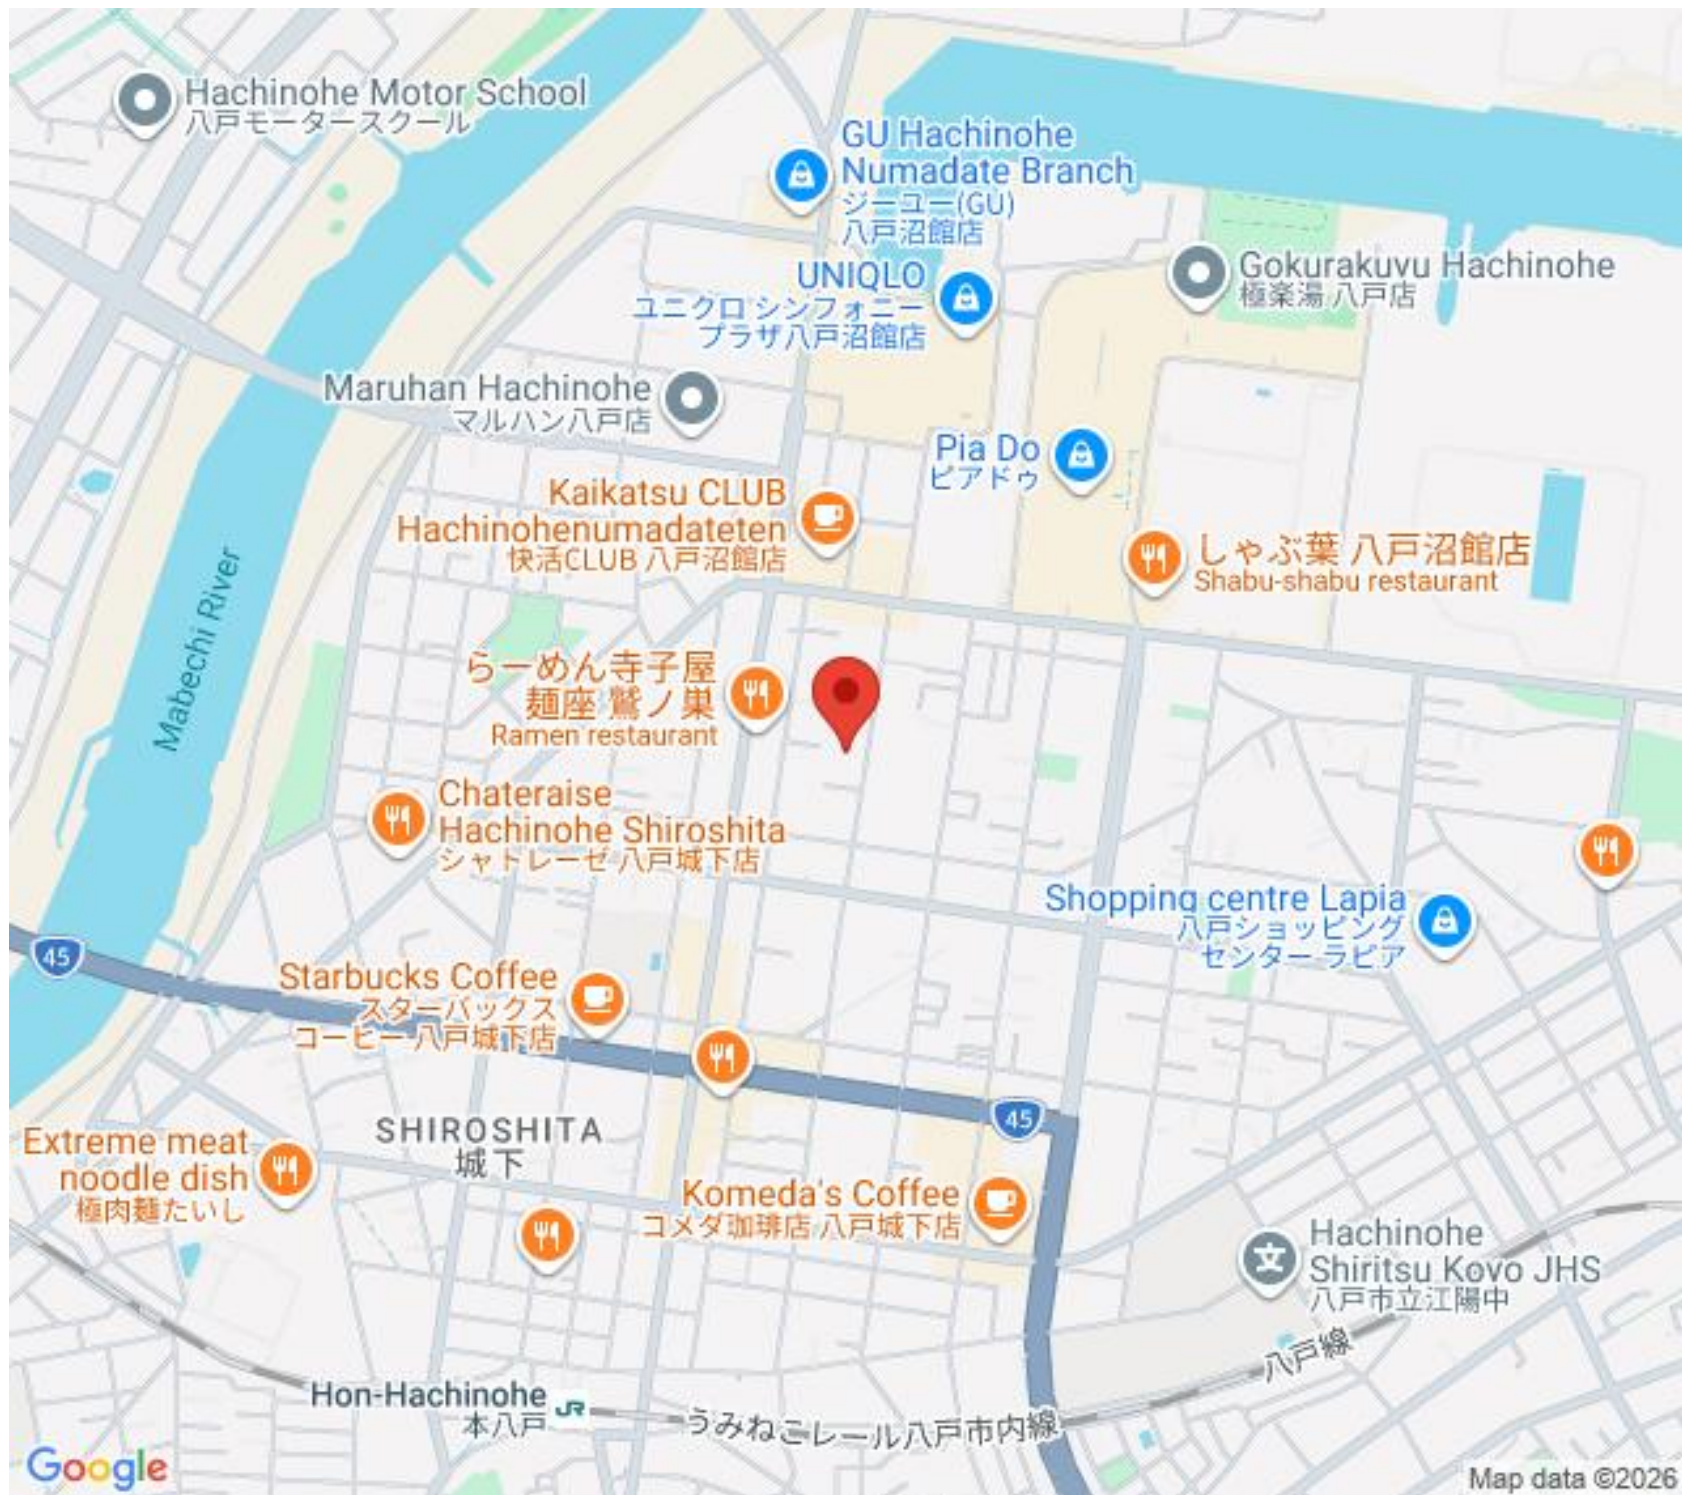 Hachinohe Motor School
八戸モータースクール
GU Hachinohe
Numadate Branch
ジーユー(GU)
八戸沼館店
Gokurakuyu Hachinohe
極楽湯 八戸店
UNIQLO
ユニクロ シンフォニー
プラザ八戸沼館店
Maruhan Hachinohe
マルハン八戸店
Pia Do
ピアドゥ
Kaikatsu CLUB
Hachinohenumadateten
快活CLUB 八戸沼館店
しゃぶ葉 八戸沼館店
Shabu-shabu restaurant
Mabechi River
らーめん寺子屋
麺座 鷲ノ巣
Ramen restaurant
Chateraise
Hachinohe Shiroshita
シャトレーゼ 八戸城下店
Shopping centre Lapia
八戸ショッピング
センター ラピア
45
Starbucks Coffee
スターバックス
コーヒー 八戸城下店
45
SHIROSHITA
城下
Extreme meat
noodle dish
極肉麺たいし
Komeda's Coffee
コメダ珈琲店 八戸城下店
文
Hachinohe
Shiritsu Koyo JHS
八戸市立江陽中
八戸線
Hon-Hachinohe
本八戸
JR
うみねこレール八戸市内線
Google
Map data ©2026